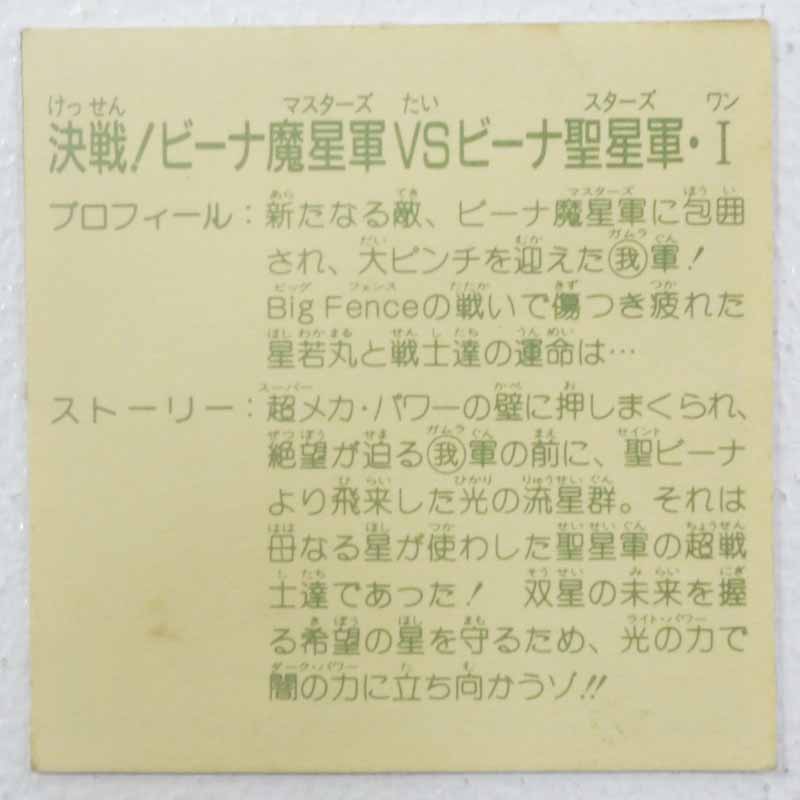 決戦!ビーナ魔星軍VSビーナ聖星軍・I
プロフィール：新たなる敵、ビーナ魔星軍に包囲
され、大ピンチを迎えた我軍!
Big Fenceの戦いで傷つき疲れた
星若丸と戦士達の運命は…
ストーリー：超メカ・パワーの壁に押しまくられ、
絶望が迫る我軍の前に、聖ビーナ
より飛来した光の流星群。それは
母なる星が使わした聖星軍の超戦
士達であった! 双星の未来を握
る希望の星を守るため、光の力で
闇の力に立ち向かうゾ!!